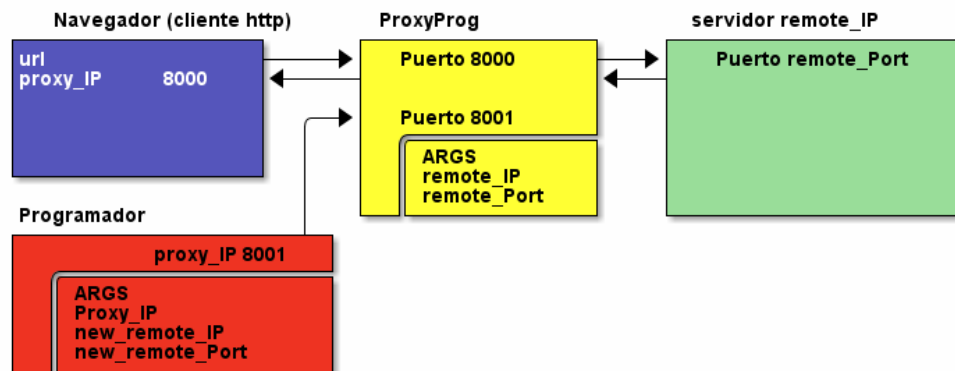 Navegador (cliente http)
url
proxy_IP 8000
ProxyProg
Puerto 8000
Puerto 8001
ARGS
remote_IP
remote_Port
servidor remote_IP
Puerto remote_Port
Programador
proxy_IP 8001
ARGS
Proxy_IP
new_remote_IP
new_remote_Port